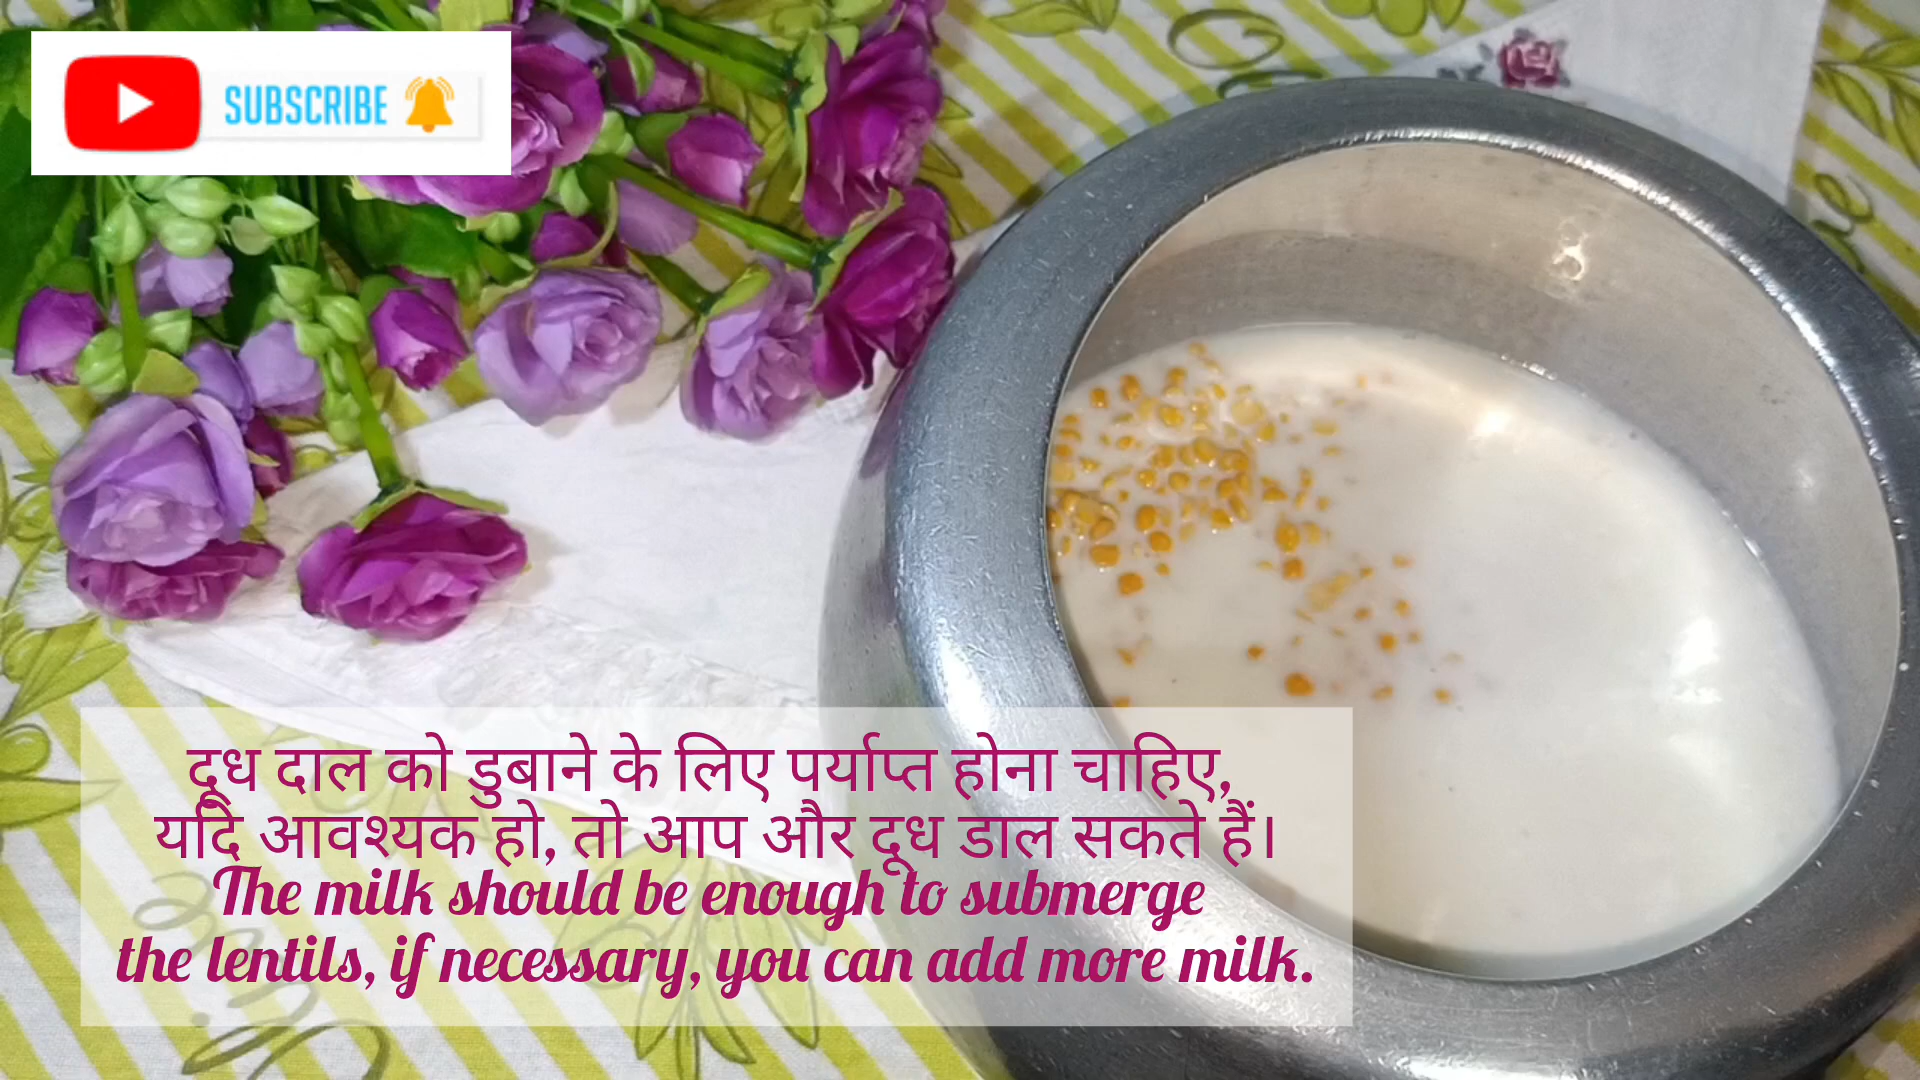 SUBSCRIBE
दूध दाल को डुबाने के लिए पर्याप्त होना चाहिए,
यदि आवश्यक हो, तो आप और दूध डाल सकते हैं।
The milk should be enough to submerge
the lentils, if necessary, you can add more milk.